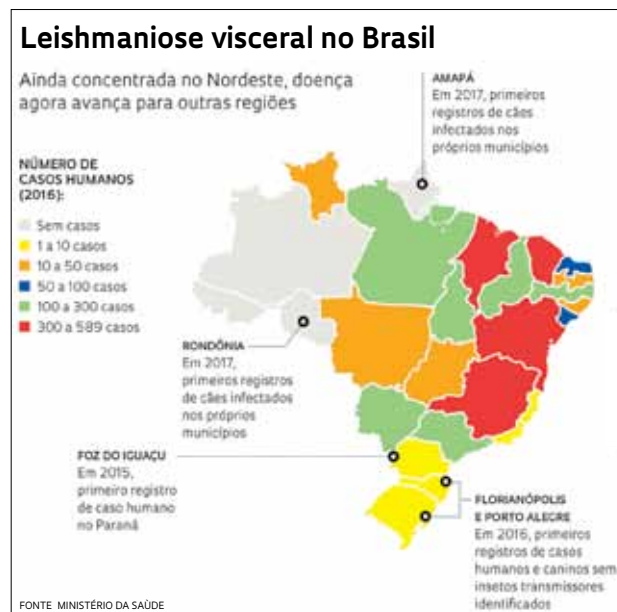 Leishmaniose visceral no Brasil
Ainda concentrada no Nordeste, doença
agora avança para outras regiões
NÚMERO DE
CASOS HUMANOS
(2016):
Sem casos
1 a 10 casos
10 a 50 casos
50 a 100 casos
100 a 300 casos
300 a 589 casos
AMAPÁ
Em 2017, primeiros
registros de cães
infectados nos
próprios municípios
RONDÔNIA
Em 2017,
primeiros registros
de cães infectados
nos próprios
municípios
FOZ DO IGUAÇU
Em 2015,
primeiro registro
de caso humano
no Paraná
FLORIANÓPOLIS
E PORTO ALEGRE
Em 2016, primeiros
registros de casos
humanos e caninos sem
insetos transmissores
identificados
FONTE MINISTÉRIO DA SAÙDE